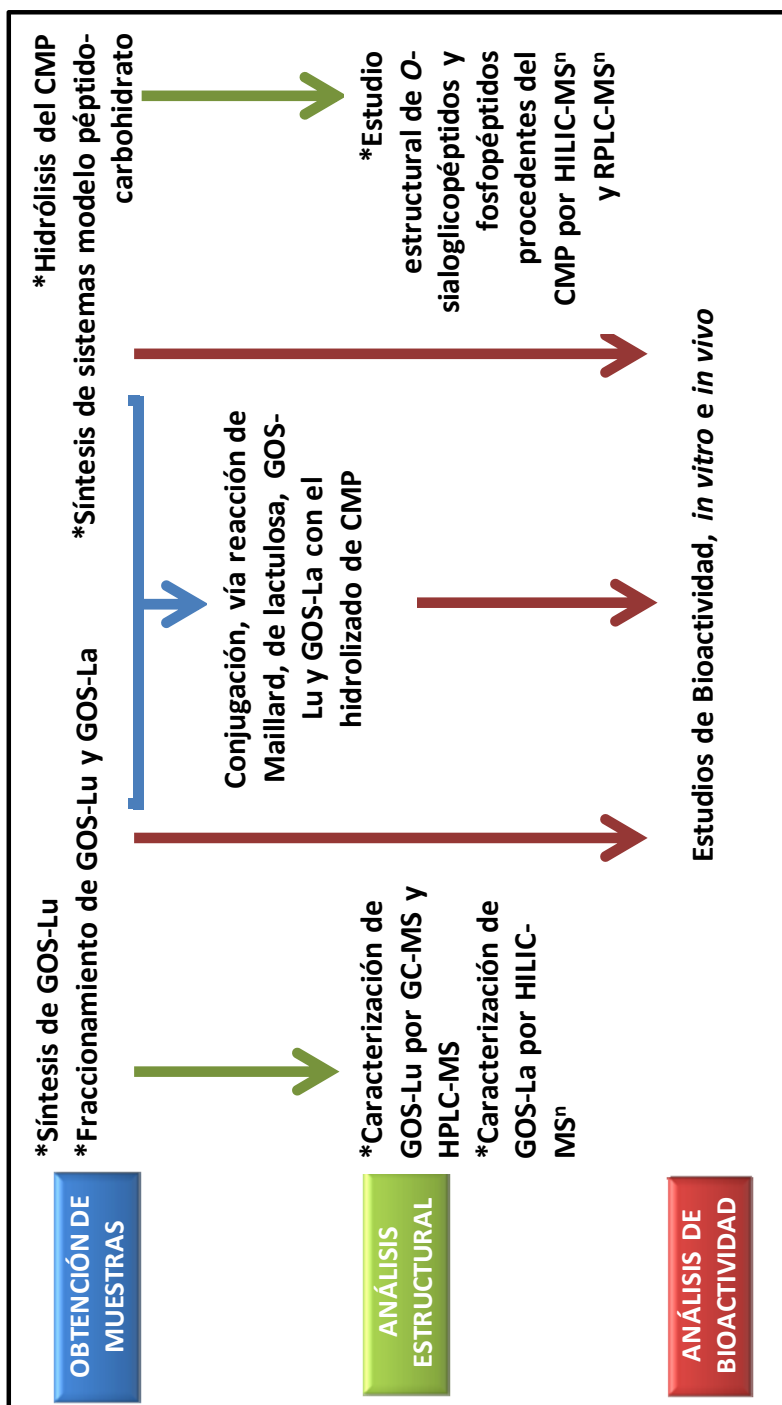 OBTENCIÓN DE
MUESTRAS
*Síntesis de GOS-Lu
*Fraccionamiento de GOS-Lu y GOS-La
*Hidrólisis del CMP
*Síntesis de sistemas modelo péptido-
carbohidrato
Conjugación, vía reacción de
Maillard, de lactulosa, GOS-
Lu y GOS-La con el
hidrolizado de CMP
ANÁLISIS
ESTRUCTURAL
*Caracterización de
GOS-Lu por GC-MS y
HPLC-MS
*Caracterización de
GOS-La por HILIC-
MSⁿ
*Estudio
estructural de O-
sialoglicopéptidos y
fosfopéptidos
procedentes del
CMP por HILIC-MSⁿ
y RPLC-MSⁿ
ANÁLISIS DE
BIOACTIVIDAD
Estudios de Bioactividad, in vitro e in vivo